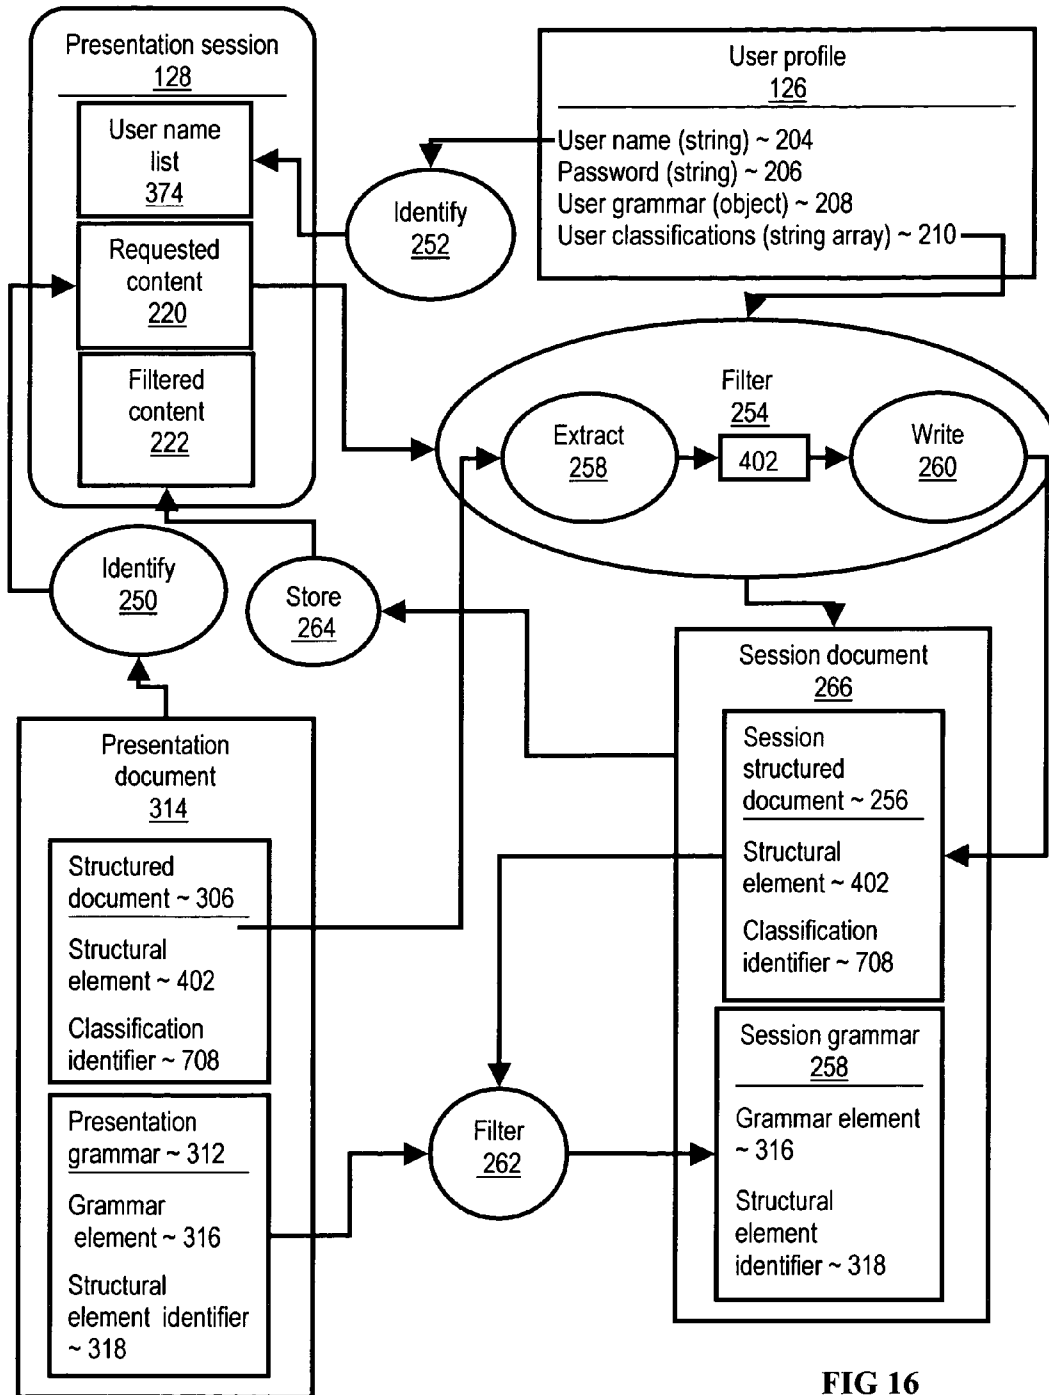 Presentation session
128
User name
list
374
Requested
content
220
Filtered
content
222
User profile
126
User name (string) ~ 204
Password (string) ~ 206
User grammar (object) ~ 208
User classifications (string array) ~ 210
Identify
252
Filter
254
Extract
258
402
Write
260
Identify
250
Store
264
Presentation
document
314
Structured
document ~ 306
Structural
element ~ 402
Classification
identifier ~ 708
Presentation
grammar ~ 312
Grammar
element ~ 316
Structural
element identifier
~ 318
Filter
262
Session document
266
Session
structured
document ~ 256
Structural
element ~ 402
Classification
identifier ~ 708
Session grammar
258
Grammar element
~ 316
Structural
element
identifier ~ 318
FIG 16